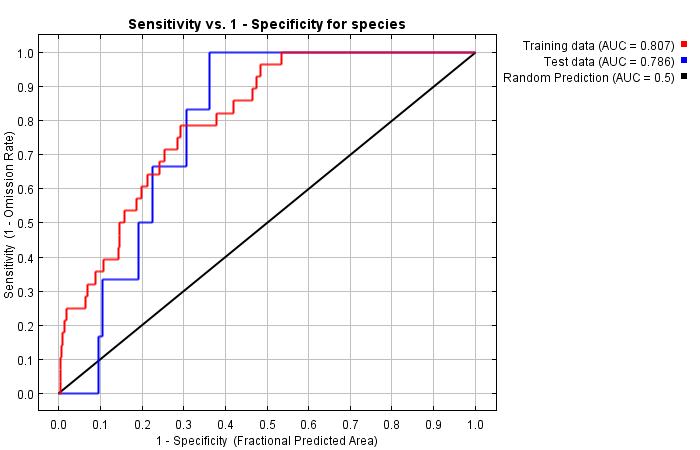 Sensitivity vs. 1 - Specificity for species
Training data (AUC = 0.807)
Test data (AUC = 0.786)
Random Prediction (AUC = 0.5)
Sensitivity (1 - Omission Rate)
1.0
0.9
0.8
0.7
0.6
0.5
0.4
0.3
0.2
0.1
0.0
0.0 0.1 0.2 0.3 0.4 0.5 0.6 0.7 0.8 0.9 1.0
1 - Specificity (Fractional Predicted Area)